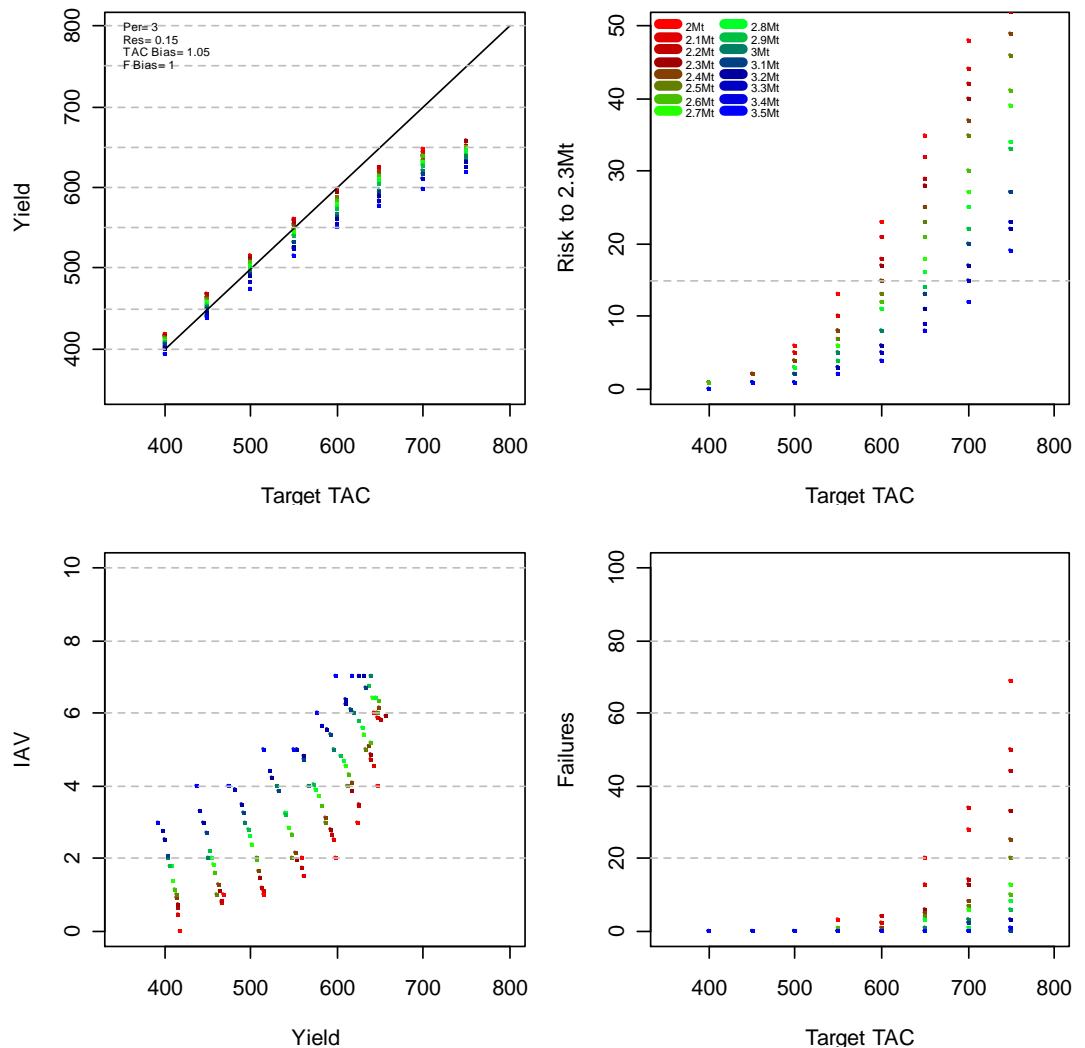 Per= 3
Res= 0.15
TAC Bias= 1.05
F Bias= 1
Yield
800
700
600
500
400
400 500 600 700 800
Target TAC
Risk to 2.3Mt
50
40
30
20
10
0
2Mt 2.8Mt
2.1Mt 2.9Mt
2.2Mt 3Mt
2.3Mt 3.1Mt
2.4Mt 3.2Mt
2.5Mt 3.3Mt
2.6Mt 3.4Mt
2.7Mt 3.5Mt
400 500 600 700 800
Target TAC
IAV
10
8
6
4
2
0
400 500 600 700 800
Yield
Failures
100
80
60
40
20
0
400 500 600 700 800
Target TAC